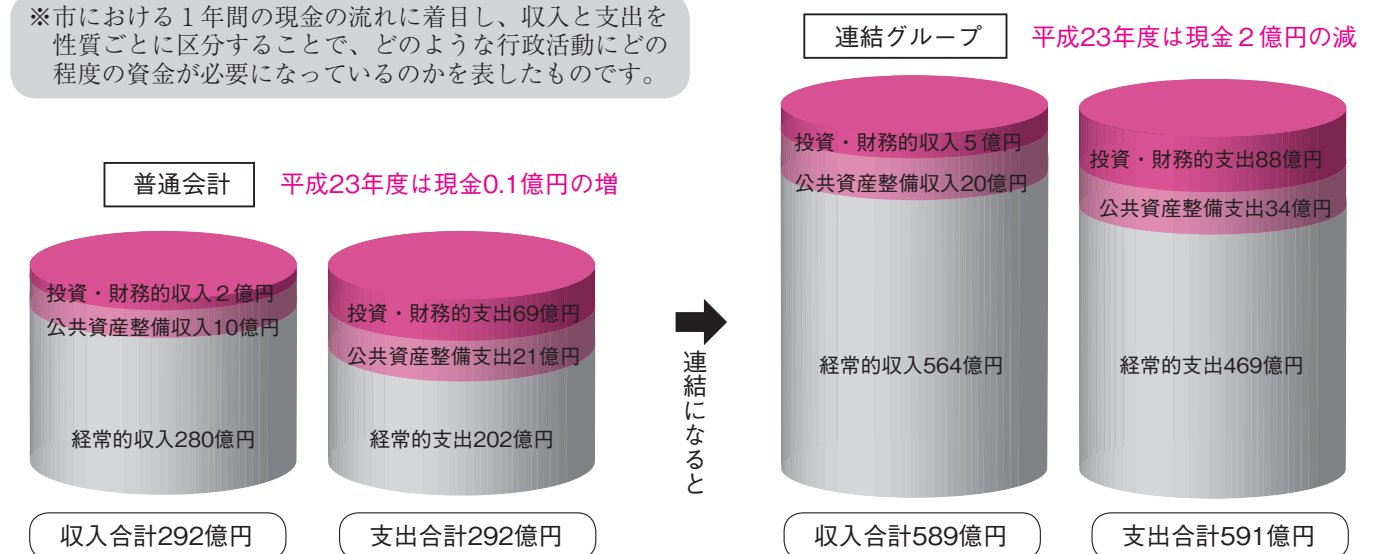 ※市における１年間の現金の流れに着目し、収入と支出を
性質ごとに区分することで、どのような行政活動にどの
程度の資金が必要になっているのかを表したものです。
普通会計
平成23年度は現金0.1億円の増
投資・財務的収入２億円
公共資産整備収入10億円
経常的収入280億円
収入合計292億円
投資・財務的支出69億円
公共資産整備支出21億円
経常的支出202億円
支出合計292億円
連結になると
連結グループ
平成23年度は現金２億円の減
投資・財務的収入５億円
公共資産整備収入20億円
経常的収入564億円
収入合計589億円
投資・財務的支出88億円
公共資産整備支出34億円
経常的支出469億円
支出合計591億円